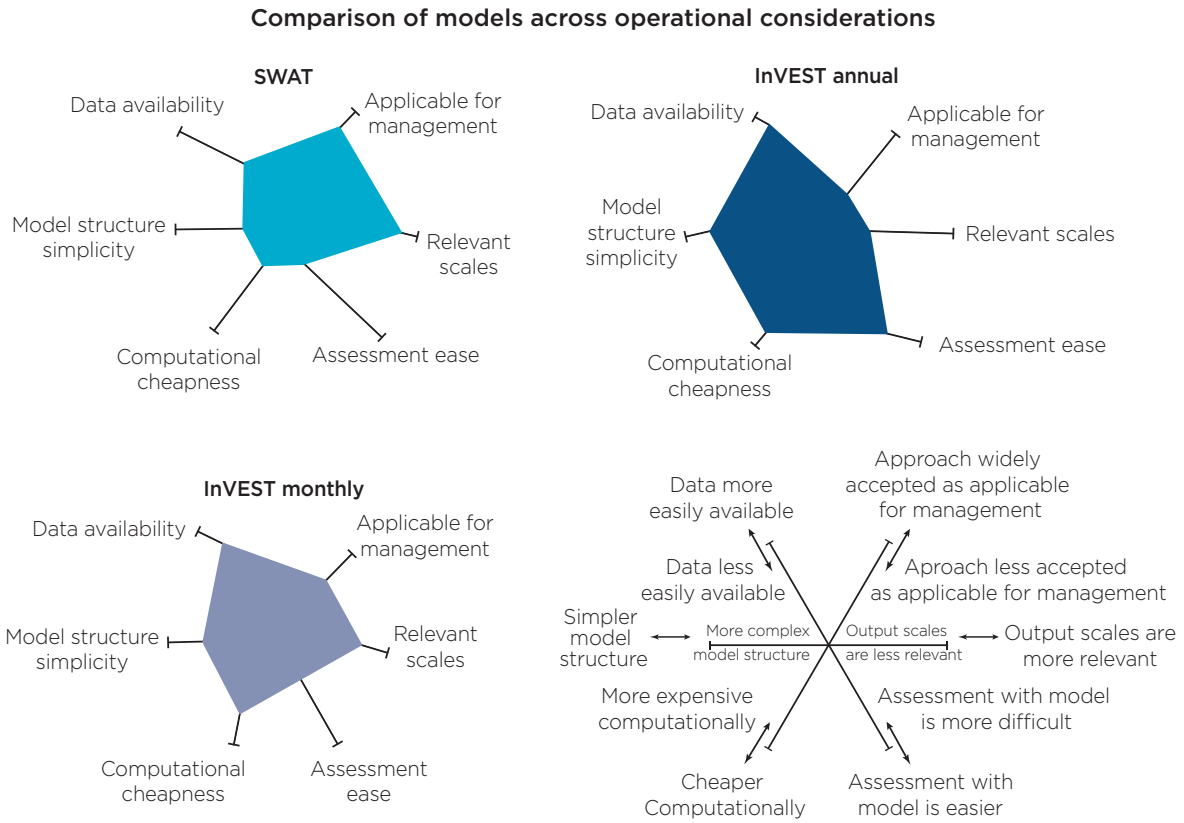 Comparison of models across operational considerations
SWAT
Data availability
Applicable for
management
Model structure
simplicity
Relevant
scales
Computational
cheapness
Assessment ease
InVEST annual
Data availability
Applicable for
management
Model
structure
simplicity
Relevant scales
Computational
cheapness
Assessment ease
InVEST monthly
Data availability
Applicable for
management
Model structure
simplicity
Relevant
scales
Computational
cheapness
Assessment
ease
Data more
easily available
Approach widely
accepted as applicable
for management
Data less
easily available
Aproach less accepted
as applicable for management
Simpler
model
structure
More complex
model structure
Output scales
are less relevant
Output scales are
more relevant
More expensive
computationally
Assessment with model
is more difficult
Cheaper
Computationally
Assessment with
model is easier